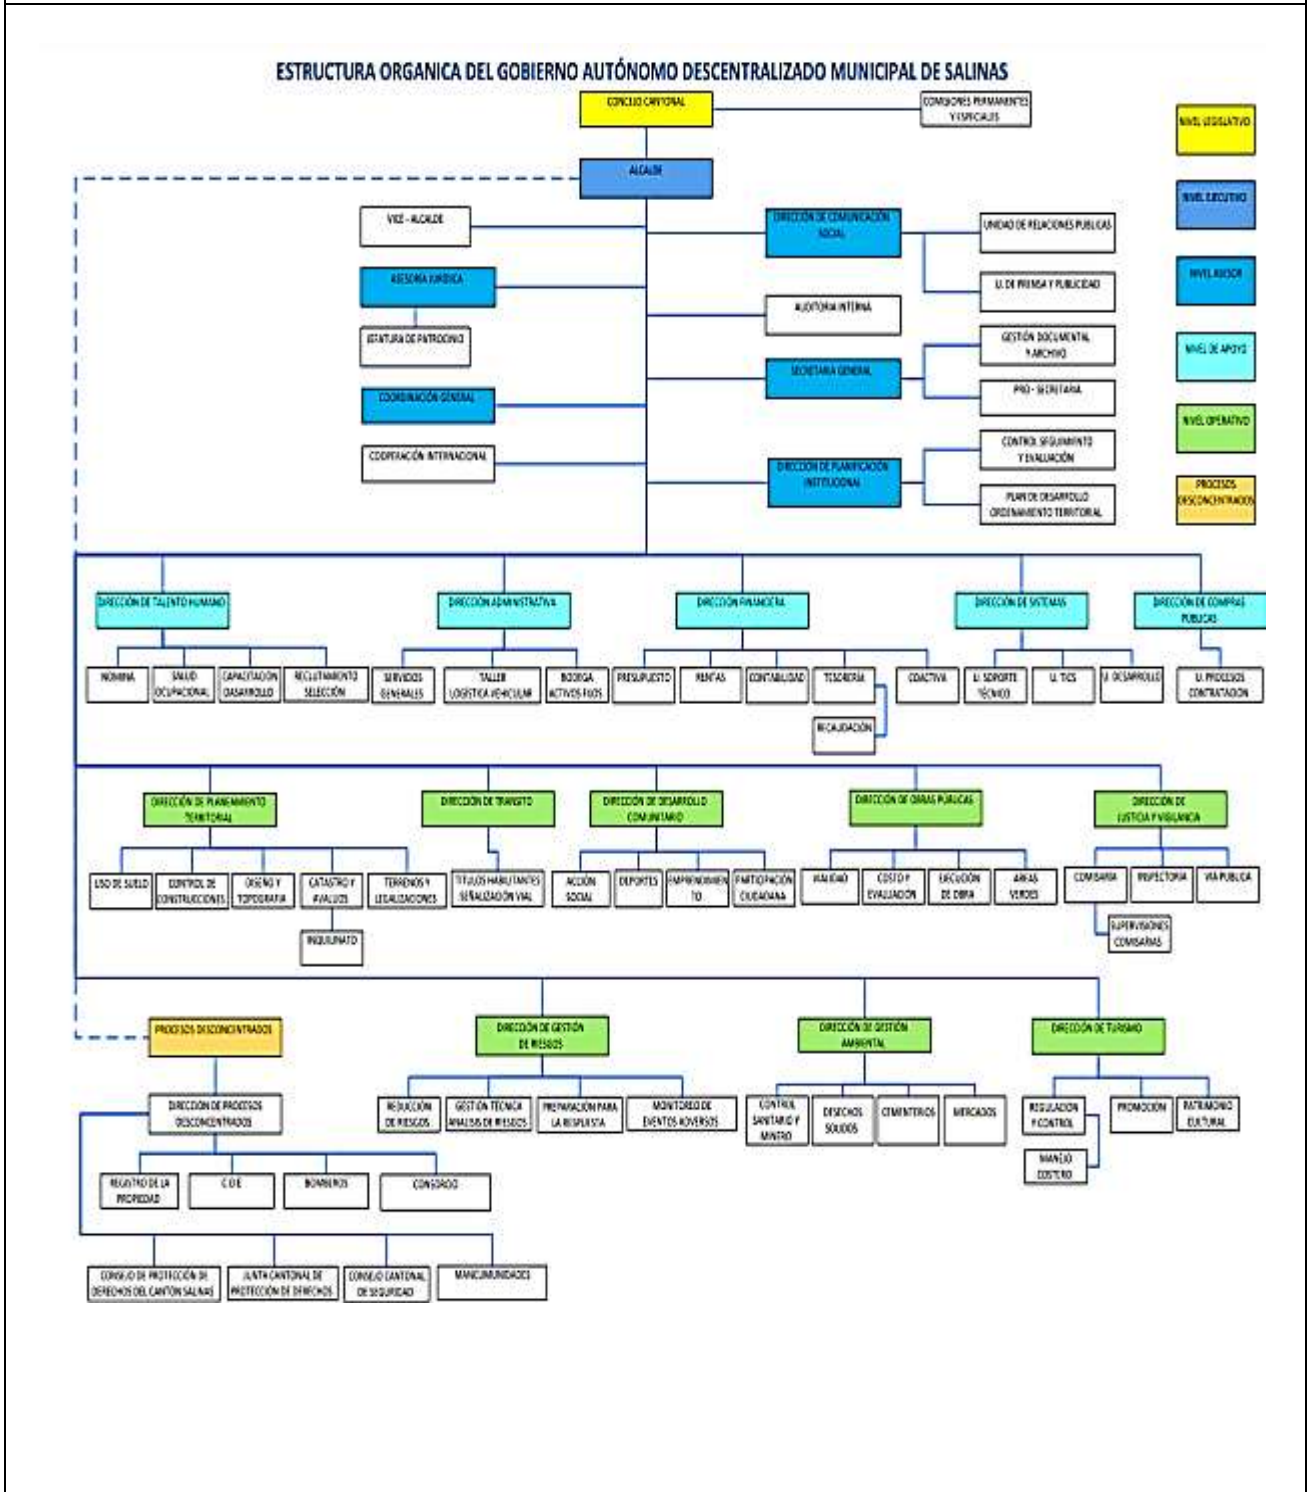 ESTRUCTURA ORGANICA DEL GOBIERNO AUTÓNOMO DESCENTRALIZADO MUNICIPAL DE SALINAS
CONCEJO CANTONAL
COMISIONES PERMANENTES
Y ESPECIALES
NIVEL LEGISLATIVO
ALCALDE
NIVEL EJECUTIVO
VICE - ALCALDE
DIRECCIÓN DE COMUNICACIÓN
SOCIAL
UNIDAD DE RELACIONES PUBLICAS
ASESORÍA JURÍDICA
U. DE PRENSA Y PUBLICIDAD
NIVEL ASESOR
AUDITORIA INTERNA
JEFATURA DE PATROCINIO
GESTIÓN DOCUMENTAL
Y ARCHIVO
NIVEL DE APOYO
SECRETARIA GENERAL
COORDINACIÓN GENERAL
PRO - SECRETARIA
NIVEL OPERATIVO
COOPERACIÓN INTERNACIONAL
CONTROL SEGUIMIENTO
Y EVALUACIÓN
DIRECCIÓN DE PLANIFICACIÓN
INSTITUCIONAL
PLAN DE DESARROLLO
ORDENAMIENTO TERRITORIAL
PROCESOS
DESCONCENTRADOS
DIRECCIÓN DE TALENTO HUMANO
DIRECCIÓN ADMINISTRATIVA
DIRECCIÓN FINANCIERA
DIRECCIÓN DE SISTEMAS
DIRECCIÓN DE COMPRAS
PÚBLICAS
NOMINA
SALUD
OCUPACIONAL
CAPACITACIÓN
DASARROLLO
RECLUTAMIENTO
SELECCIÓN
SERVICIOS
GENERALES
TALLER
LOGÍSTICA VEHICULAR
BODEGA
ACTIVOS FIJOS
PRESUPUESTO
RENTAS
CONTABILIDAD
TESORERÍA
COACTIVA
U. SOPORTE
TÉCNICO
U. TICS
U. DESARROLLO
U. PROCESOS
CONTRATACIÓN
RECAUDACIÓN
DIRECCIÓN DE PLANEAMIENTO
TERRITORIAL
DIRECCIÓN DE TRANSITO
DIRECCIÓN DE DESARROLLO
COMUNITARIO
DIRECCIÓN DE OBRAS PÚBLICAS
DIRECCIÓN DE
JUSTICIA Y VIGILANCIA
USO DE SUELO
CONTROL DE
CONSTRUCCIONES
DISEÑO Y
TOPOGRAFIA
CATASTRO Y
AVALUOS
TERRENOS Y
LEGALIZACIONES
TITULOS HABILITANTES
SEÑALIZACIÓN VIAL
ACCIÓN
SOCIAL
DEPORTES
EMPRENDIMIEN
TO
PARTICIPACIÓN
CIUDADANA
VIALIDAD
COSTO Y
EVALUACIÓN
EJECUCIÓN
DE OBRA
AREAS
VERDES
COMISARIA
INSPECTORIA
VIA PUBLICA
INQUILINATO
SUPERVISIONES
COMISARIAS
PROCESOS DESCONCENTRADOS
DIRECCIÓN DE GESTIÓN
DE RIESGOS
DIRECCIÓN DE GESTIÓN
AMBIENTAL
DIRECCIÓN DE TURISMO
DIRECCIÓN DE PROCESOS
DESCONCENTRADOS
REDUCCIÓN
DE RIESGOS
GESTIÓN TÉCNICA
ANALISIS DE RIESGOS
PREPARACIÓN PARA
LA RESPUESTA
MONITOREO DE
EVENTOS ADVERSOS
CONTROL
SANITARIO Y
MINERO
DESECHOS
SOLIDOS
CEMENTERIOS
MERCADOS
REGULACION
Y CONTROL
PROMOCIÓN
PATRIMONIO
CULTURAL
MANEJO
COSTERO
REGISTRO DE LA
PROPIEDAD
C O E
BOMBEROS
CONSORCIO
CONSEJO DE PROTECCIÓN DE
DERECHOS DEL CANTON SALINAS
JUNTA CANTONAL DE
PROTECCIÓN DE DERECHOS
CONSEJO CANTONAL
DE SEGURIDAD
MANCUMUNIDADES